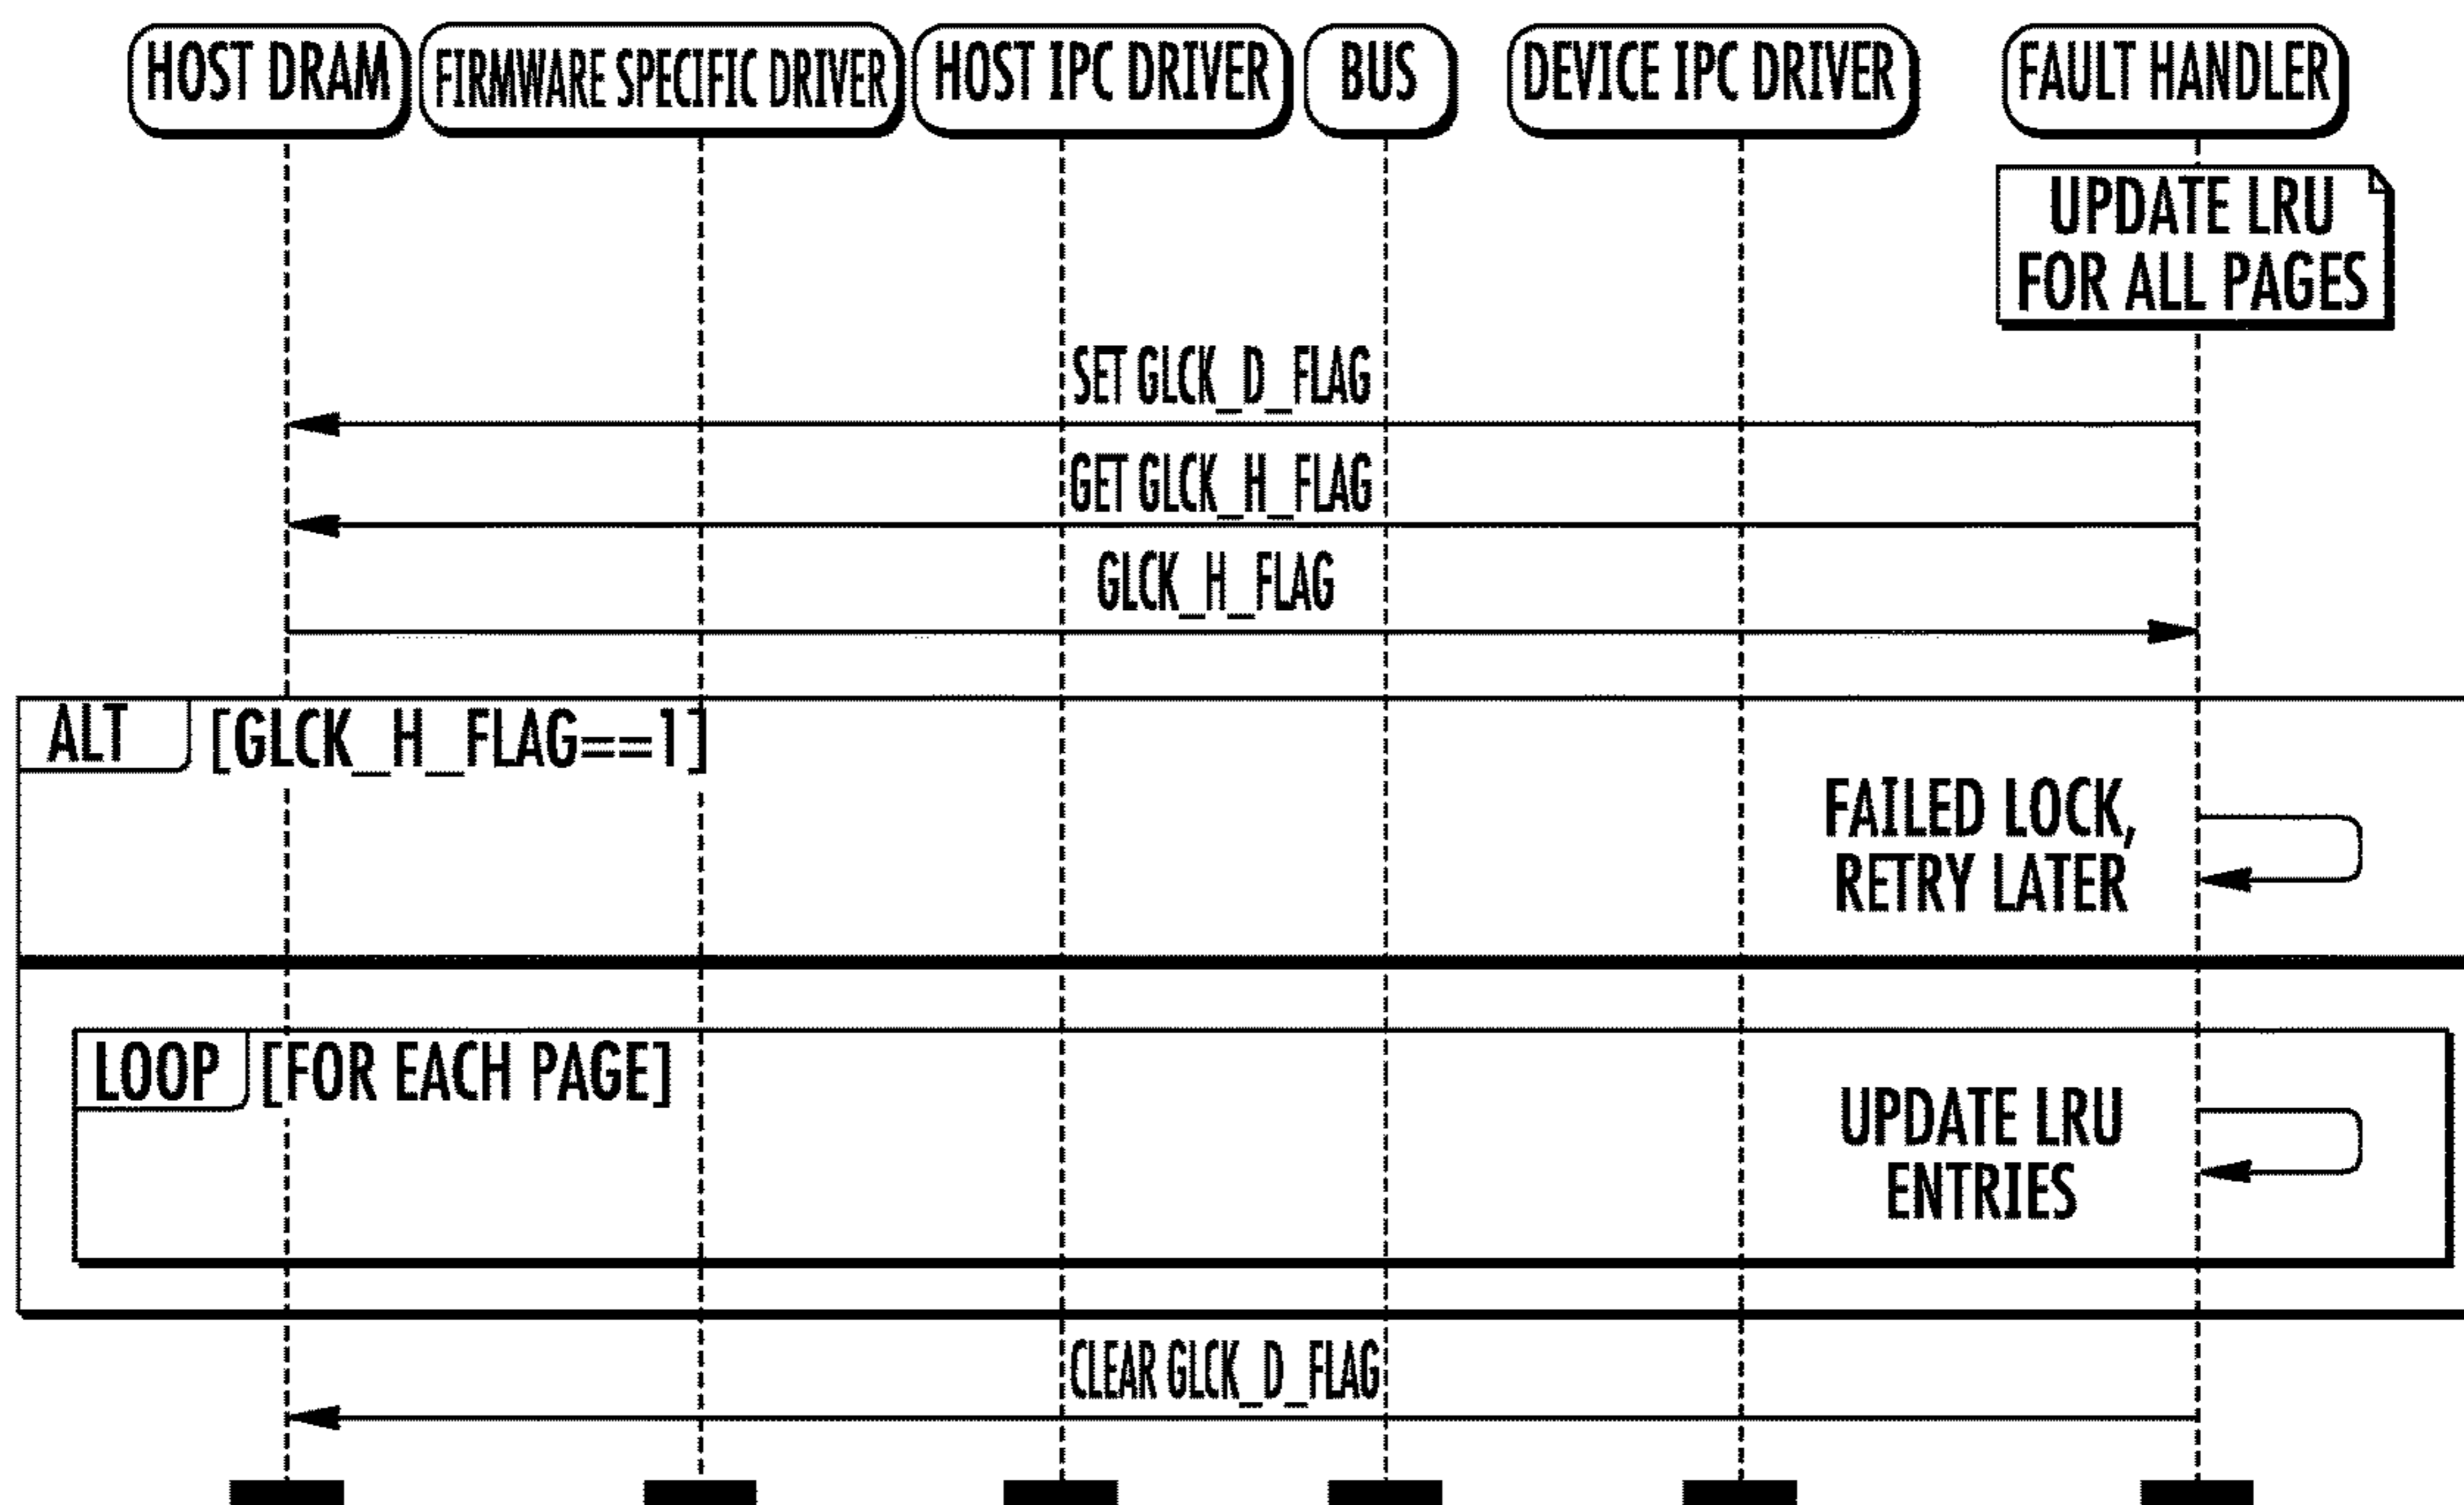 HOST DRAM
FIRMWARE SPECIFIC DRIVER
HOST IPC DRIVER
BUS
DEVICE IPC DRIVER
FAULT HANDLER
UPDATE LRU
FOR ALL PAGES
SET GLCK_D_FLAG
GET GLCK_H_FLAG
GLCK_H_FLAG
ALT [GLCK_H_FLAG==1]
FAILED LOCK,
RETRY LATER
LOOP [FOR EACH PAGE]
UPDATE LRU
ENTRIES
CLEAR GLCK_D_FLAG